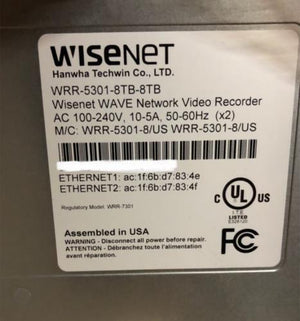 WISENET
Hanwha Techwin Co., LTD.
WRR-5301-8TB-8TB
Wisenet WAVE Network Video Recorder
AC 100-240V, 10-5A, 50-60Hz (x2)
M/C: WRR-5301-8/US WRR-5301-8/US
ETHERNET1: ac:1f:6b:d7:83:4e
ETHERNET2: ac:1f:6b:d7:83:4f
Regulatory Model: WRR-7301
C UL US
I.T.E.
LISTED
Assembled in USA
WARNING - Disconnect all power before repair.
ATTENTION - Débranchez toute l'alimentation
avant réparation.
FC